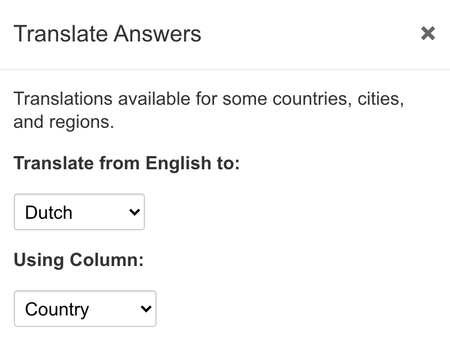 Translate Answers
Translations available for some countries, cities,
and regions.
Translate from English to:
Dutch
Using Column:
Country